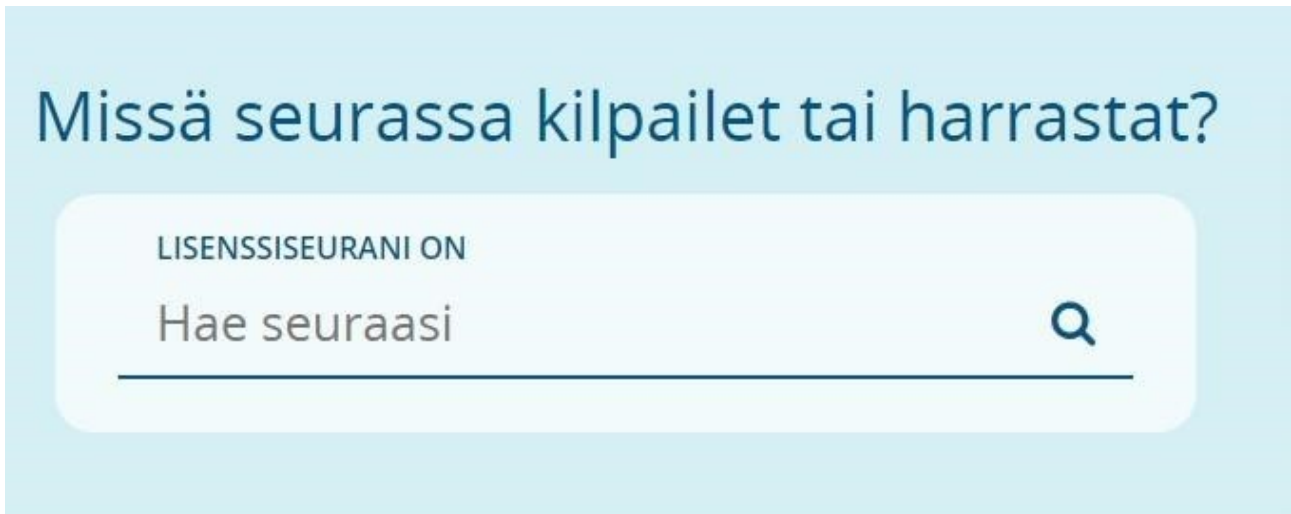 Missä seurassa kilpailet tai harrastat?
LISENSSISEURANI ON
Hae seuraasi